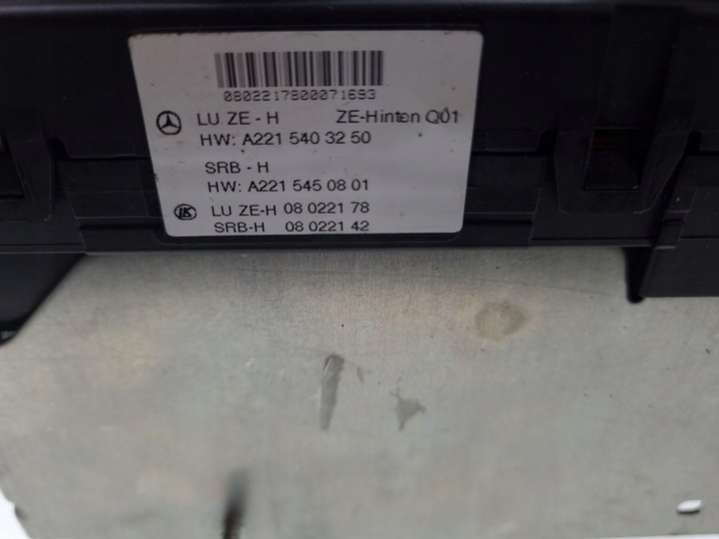 0802217800071693
LU ZE - H ZE-Hinten Q01
HW: A221 540 32 50
SRB - H
HW: A221 545 08 01
LK LU ZE-H 08 0221 78
SRB-H 08 0221 42